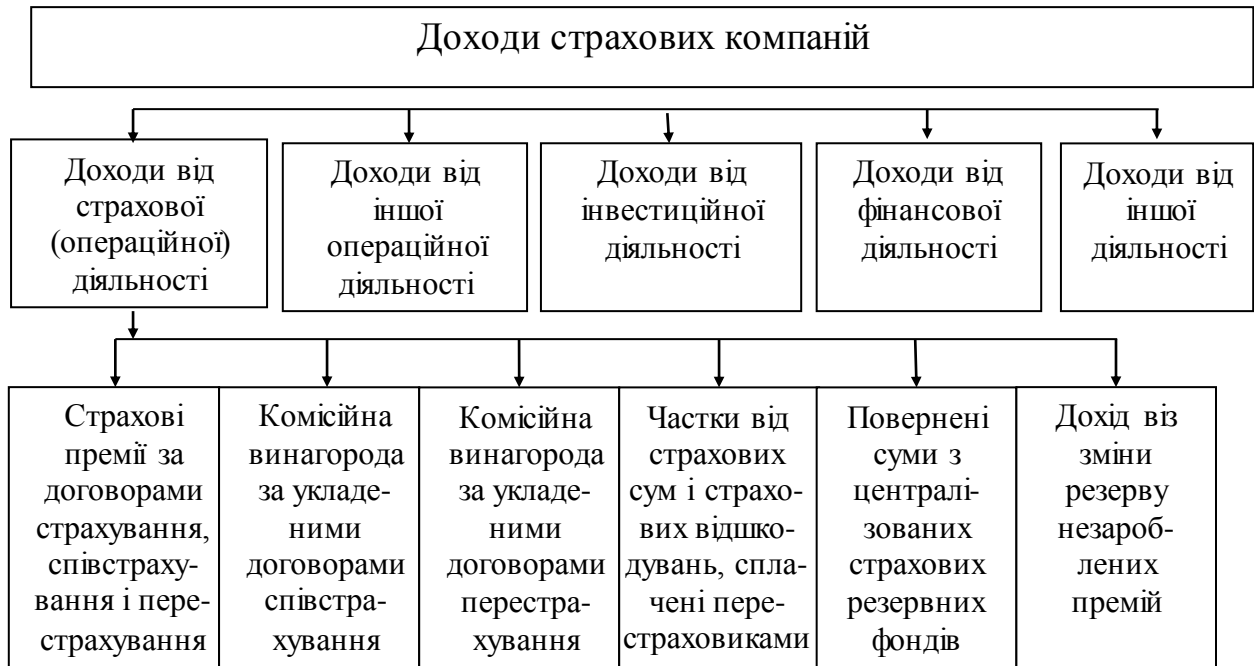 Доходи страхових компаній
Доходи від
страхової
(операційної)
діяльності
Доходи від
іншої
операційної
діяльності
Доходи від
інвестиційної
діяльності
Доходи від
фінансової
діяльності
Доходи від
іншої
діяльності
Страхові
премії за
договорами
страхування,
співстраху-
вання і пере-
страхування
Комісійна
винагорода
за укладе-
ними
договорами
співстра-
хування
Комісійна
винагорода
за укладе-
ними
договорами
перестра-
хування
Частки від
страхових
сум і страхо-
вих відшко-
дувань, спла-
чені пере-
страховиками
Повернені
суми з
централі-
зованих
страхових
резервних
фондів
Дохід віз
зміни
резерву
незароб-
лених
премій